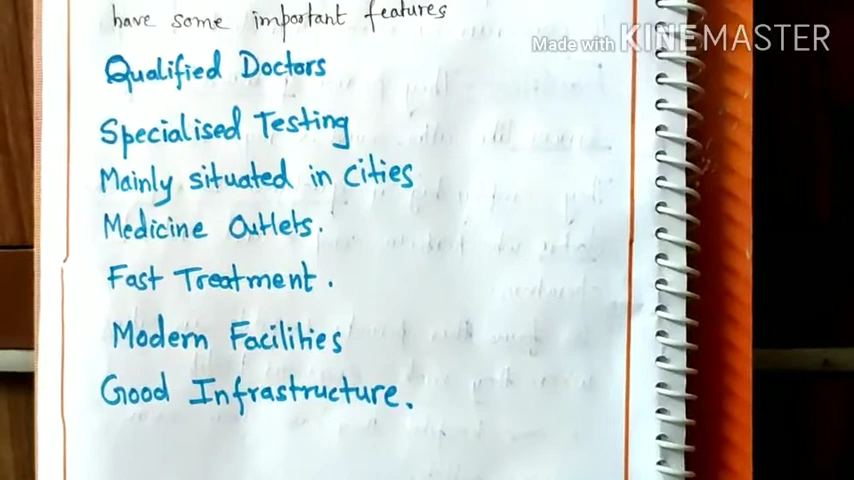 have some important features
Made with KINEMASTER
Qualified Doctors
Specialised Testing
Mainly situated in cities
Medicine Outlets.
Fast Treatment.
Modern Facilities
Good Infrastructure.